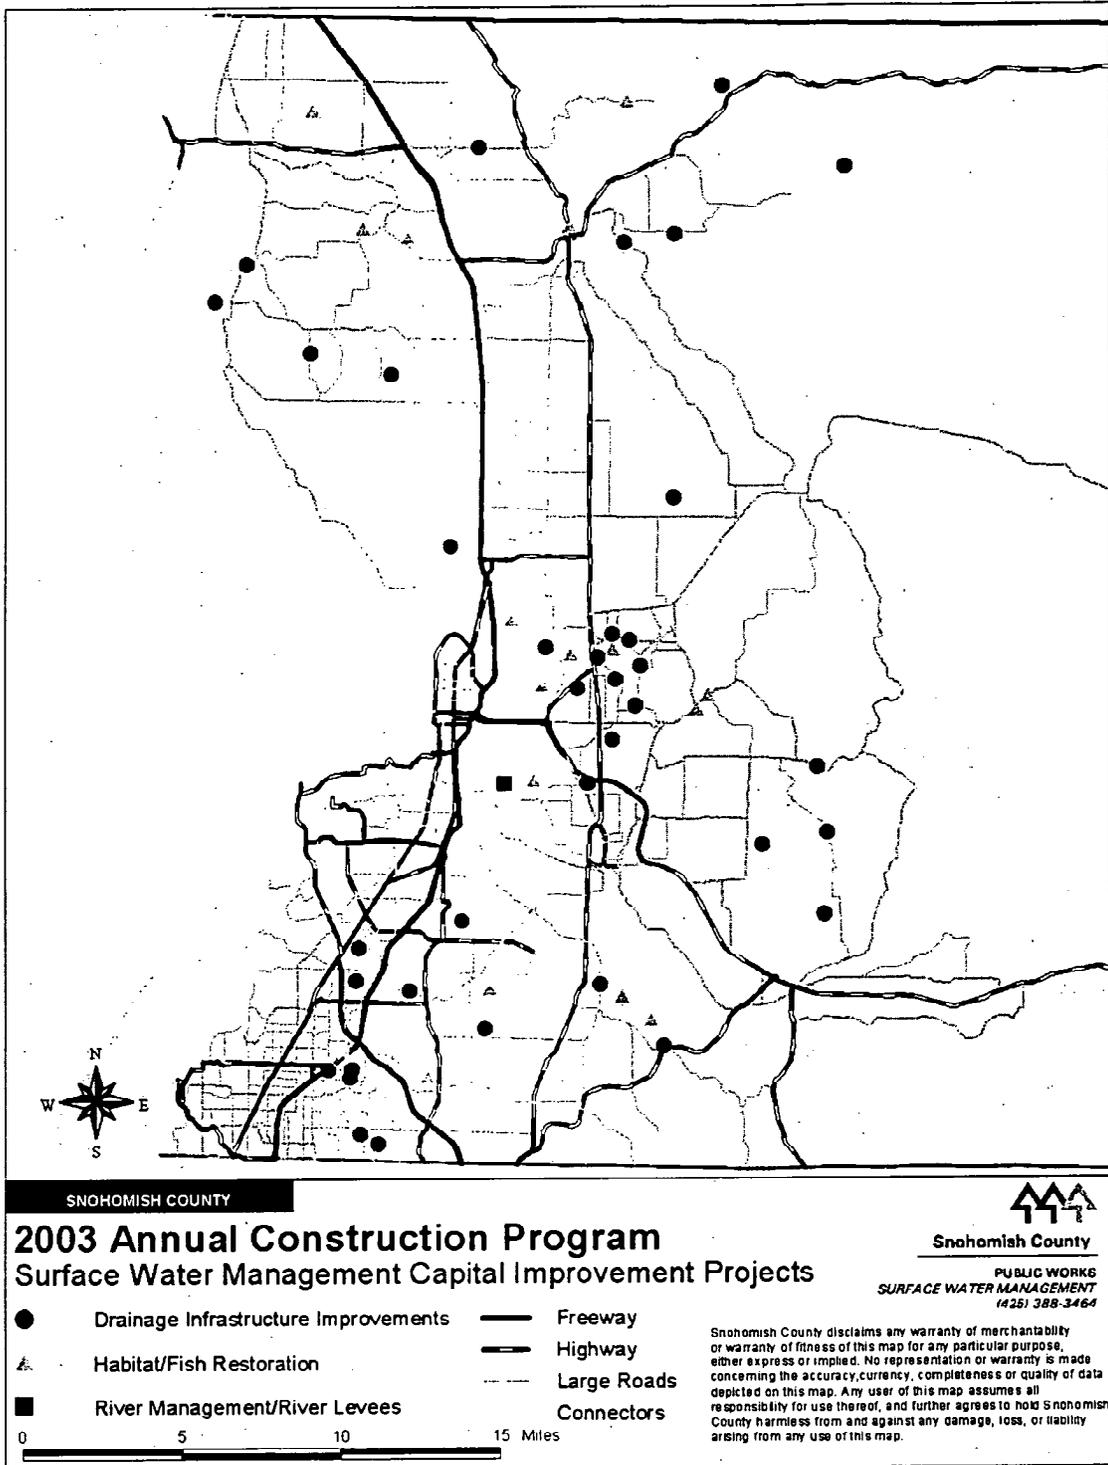 N
W E
S
SNOHOMISH COUNTY
2003 Annual Construction Program
Surface Water Management Capital Improvement Projects
Snohomish County
PUBLIC WORKS
SURFACE WATER MANAGEMENT
(425) 388-3464
Drainage Infrastructure Improvements
Habitat/Fish Restoration
River Management/River Levees
Freeway
Highway
Large Roads
Connectors
Snohomish County disclaims any warranty of merchantability
or warranty of fitness of this map for any particular purpose,
either express or implied. No representation or warranty is made
concerning the accuracy, currency, completeness or quality of data
depicted on this map. Any user of this map assumes all
responsibility for use thereof, and further agrees to hold Snohomish
County harmless from and against any damage, loss, or liability
arising from any use of this map.
0 5 10 15 Miles